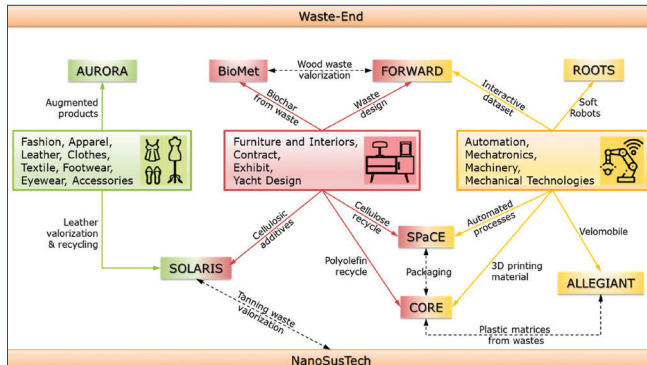 Waste-End
AURORA
BioMet
Wood waste
valorization
FORWARD
ROOTS
Augmented
products
Biochar
from waste
Waste
design
Interactive
dataset
Soft
Robots
Fashion, Apparel,
Leather, Clothes,
Textile, Footwear,
Eyewear, Accessories
Furniture and Interiors,
Contract,
Exhibit,
Yacht Design
Automation,
Mechatronics,
Machinery,
Mechanical Technologies
Leather
valorization
& recycling
Cellulosic
additives
Cellulose
recycle
SPaCE
Automated
processes
Velomobile
SOLARIS
Polyolefin
recycle
Packaging
3D printing
material
ALLEGIANT
CORE
Tanning waste
valorization
Plastic matrices
from wastes
NanoSusTech